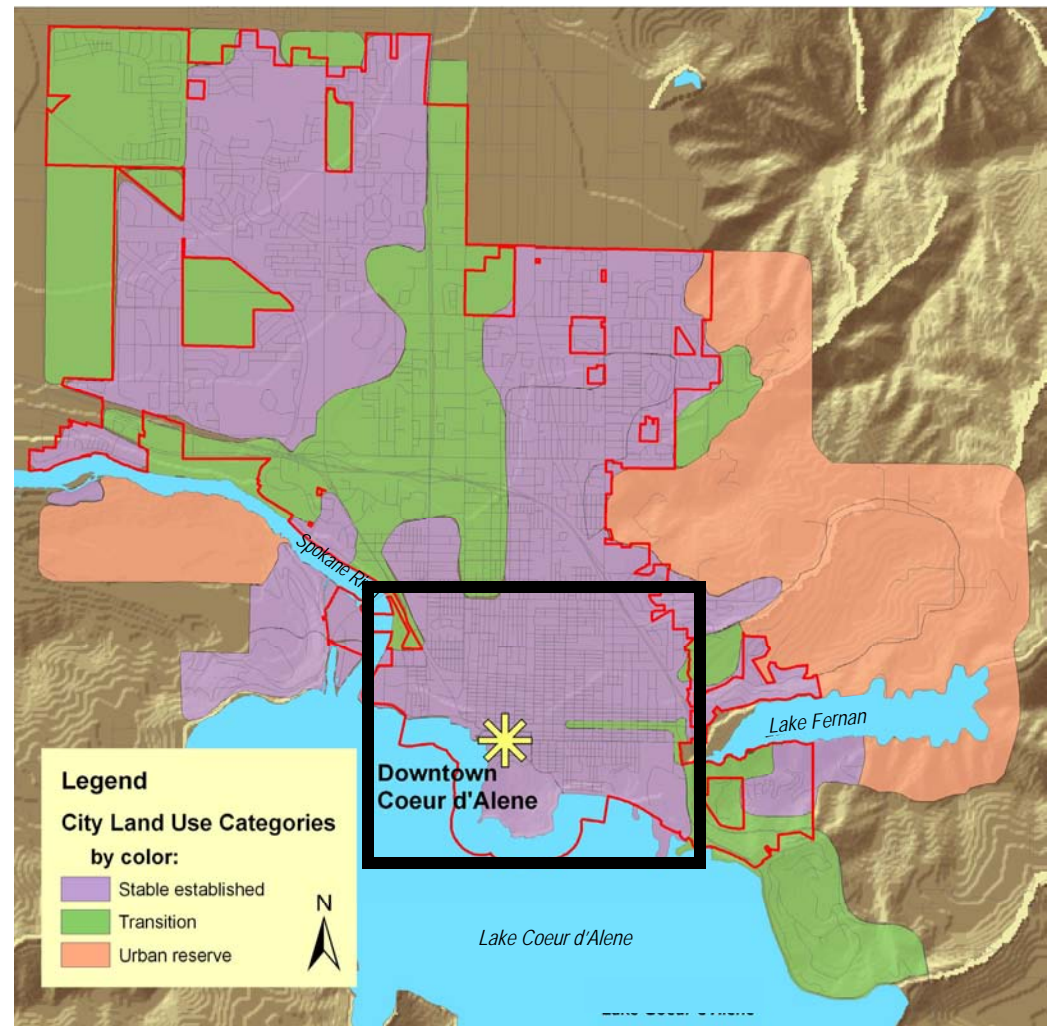 Spokane Ri
Lake Fernan
Downtown
Coeur d'Alene
Legend
City Land Use Categories
by color:
Stable established
Transition
Urban reserve
N
Lake Coeur d'Alene